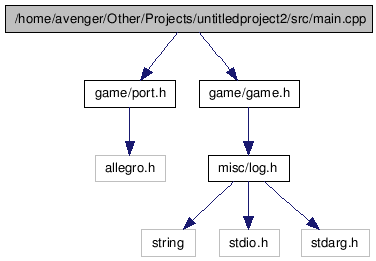 /home/avenger/Other/Projects/untitledproject2/src/main.cpp
game/port.h
game/game.h
allegro.h
misc/log.h
string
stdio.h
stdarg.h